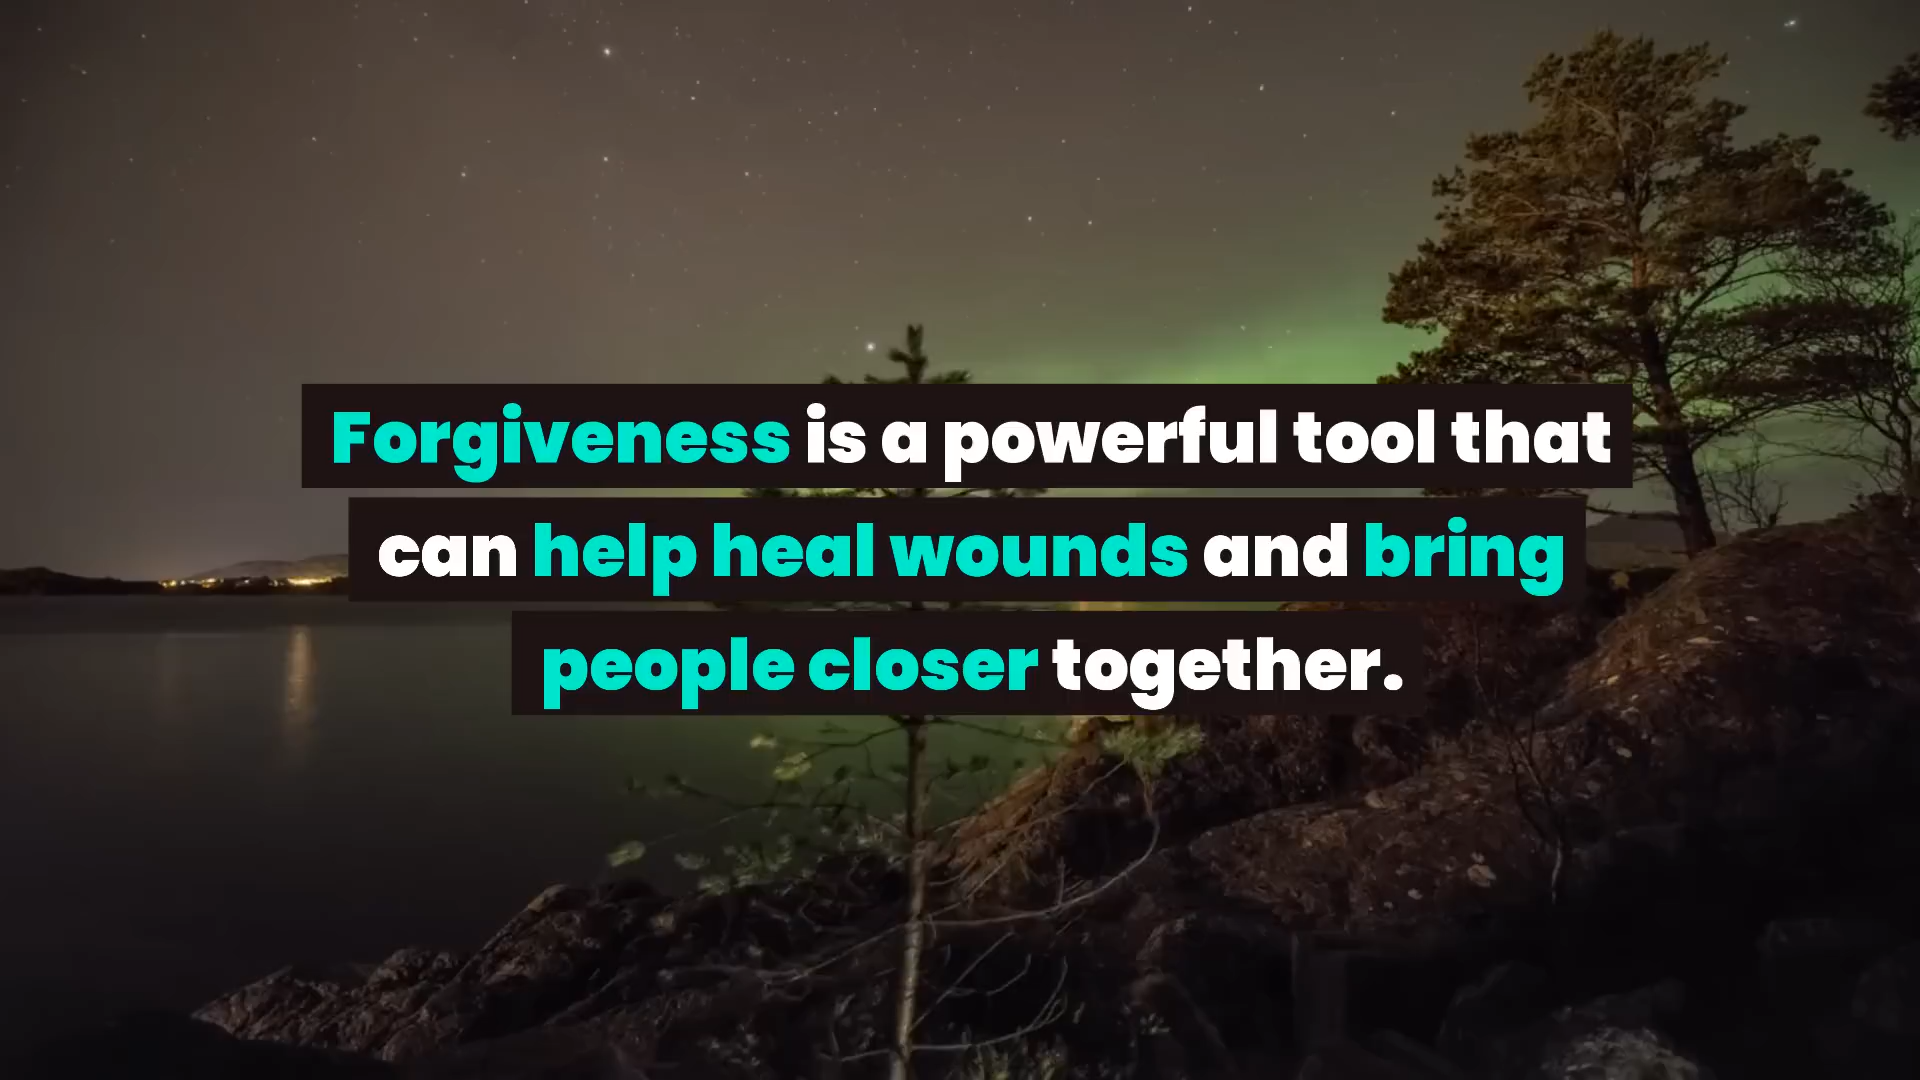 Forgiveness is a powerful tool that
can help heal wounds and bring
people closer together.